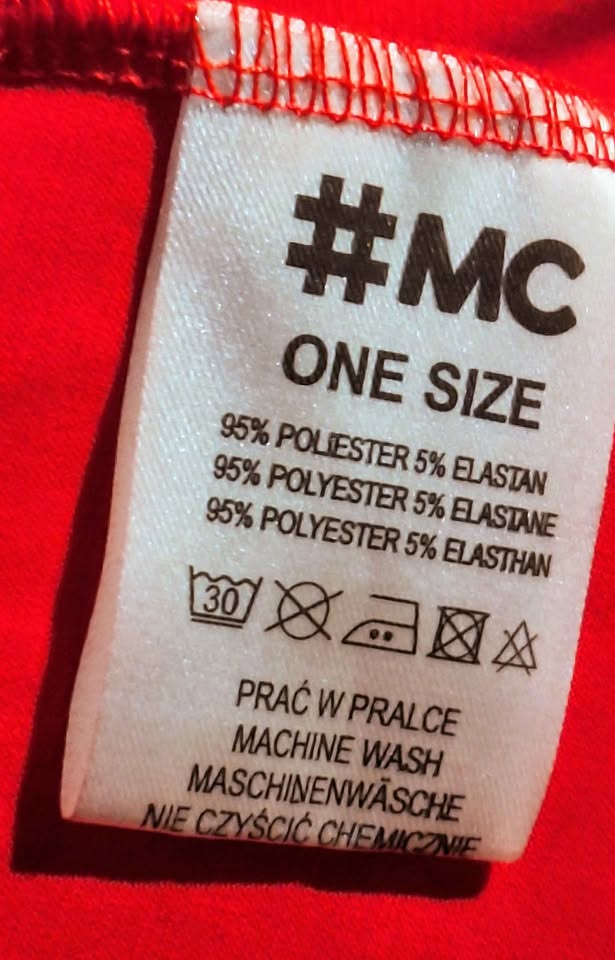 #MC
ONE SIZE
95% POLIESTER 5% ELASTAN
95% POLYESTER 5% ELASTANE
95% POLYESTER 5% ELASTHAN
30
PRAĆ W PRALCE
MACHINE WASH
MASCHINENWÄSCHE
NIE CZYŚCIĆ CHEMICZNIE